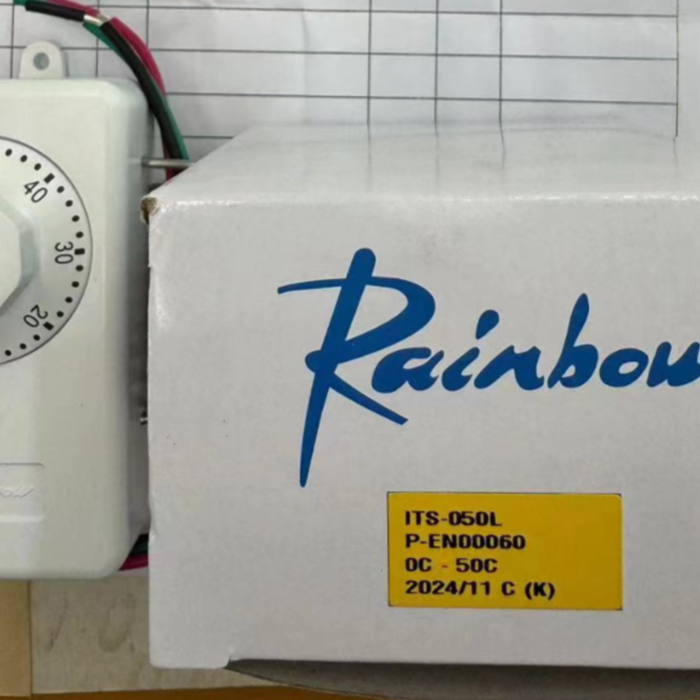 40
30
20
Rainbow
ITS-050L
P-EN00060
0C - 50C
2024/11 C (K)